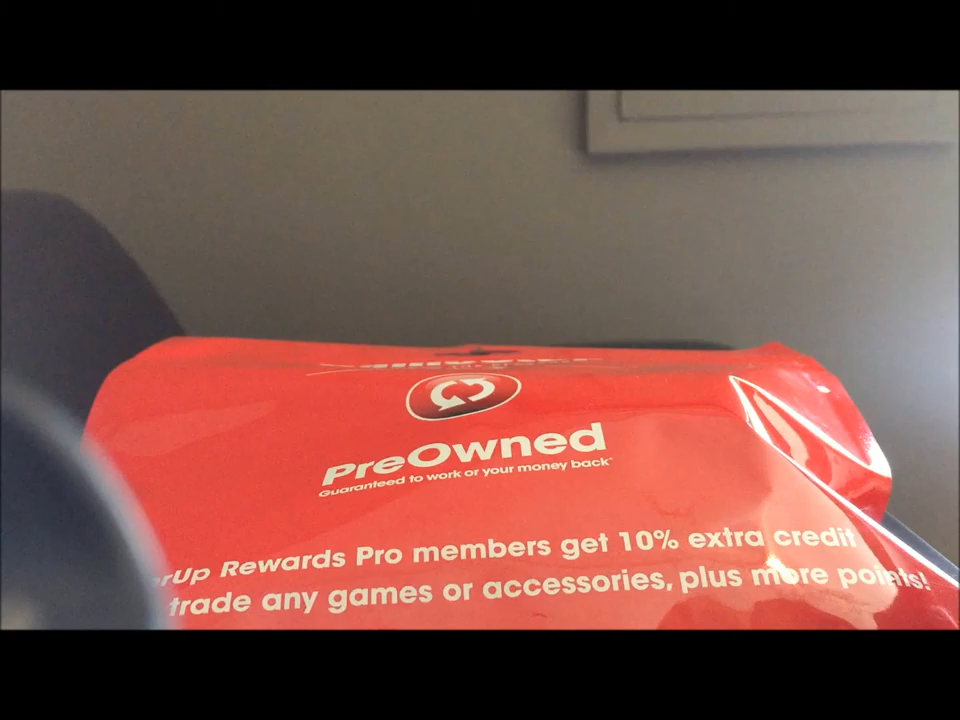 PreOwned
Guaranteed to work or your money back*
erUp Rewards Pro members get 10% extra credit
trade any games or accessories, plus more points!